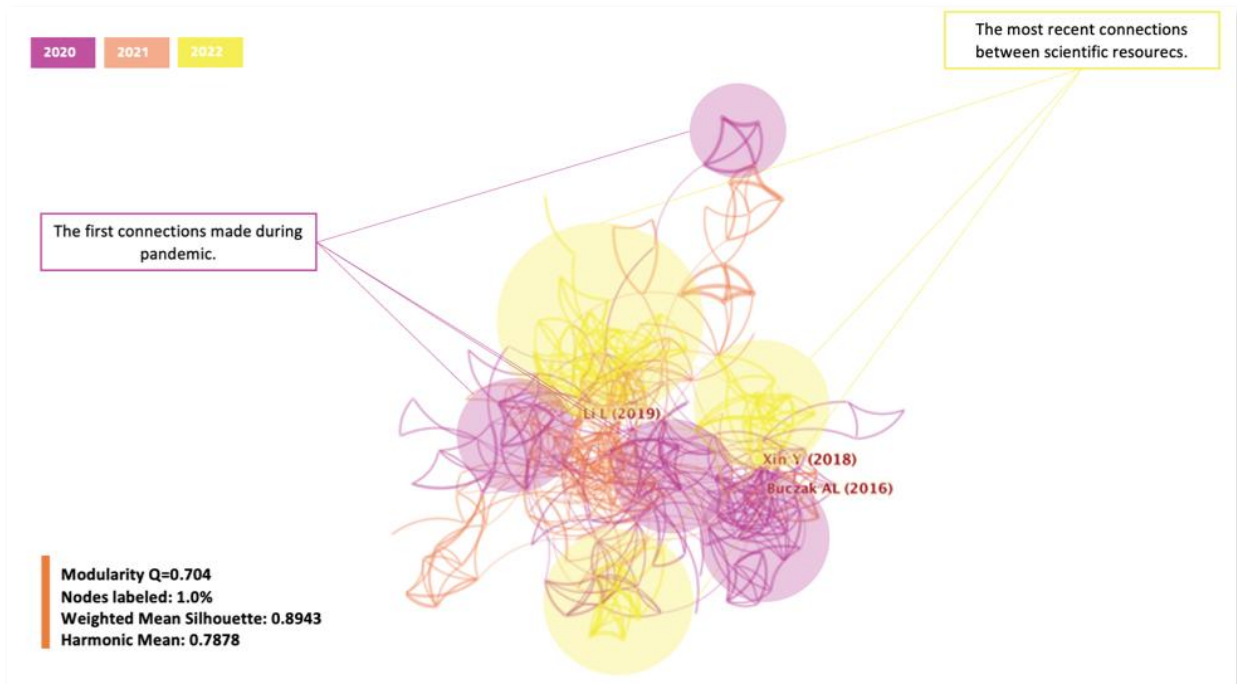 2020 2021 2022
The most recent connections
between scientific resourecs.
The first connections made during
pandemic.
Li L (2019)
Xin Y (2018)
Buczak AL (2016)
Modularity Q=0.704
Nodes labeled: 1.0%
Weighted Mean Silhouette: 0.8943
Harmonic Mean: 0.7878